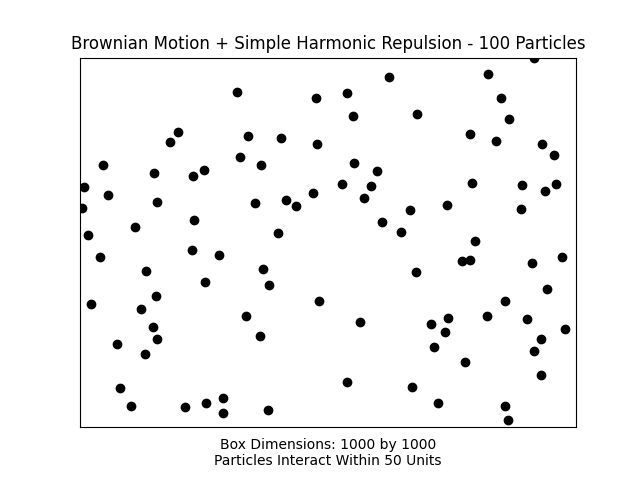 Brownian Motion + Simple Harmonic Repulsion - 100 Particles
Box Dimensions: 1000 by 1000
Particles Interact Within 50 Units